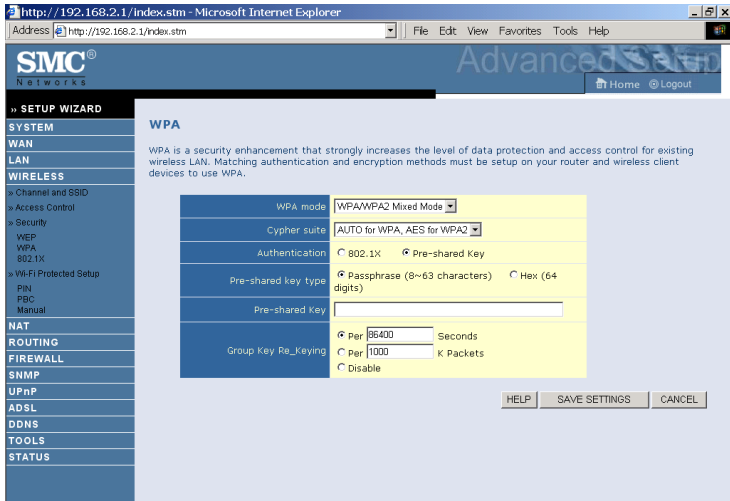 http://192.168.2.1/index.stm - Microsoft Internet Explorer
Address http://192.168.2.1/index.stm File Edit View Favorites Tools Help
SMC®
Networks
Advanced Setup
Home Logout
» SETUP WIZARD
SYSTEM
WAN
LAN
WIRELESS
» Channel and SSID
» Access Control
» Security
WEP
WPA
802.1X
» Wi-Fi Protected Setup
PIN
PBC
Manual
NAT
ROUTING
FIREWALL
SNMP
UPnP
ADSL
DDNS
TOOLS
STATUS
WPA
WPA is a security enhancement that strongly increases the level of data protection and access control for existing
wireless LAN. Matching authentication and encryption methods must be setup on your router and wireless client
devices to use WPA.
WPA mode WPA/WPA2 Mixed Mode
Cypher suite AUTO for WPA, AES for WPA2
Authentication 802.1X Pre-shared Key
Pre-shared key type Passphrase (8~63 characters) Hex (64
digits)
Pre-shared Key
Group Key Re_Keying Per 86400 Seconds
Per 1000 K Packets
Disable
HELP SAVE SETTINGS CANCEL